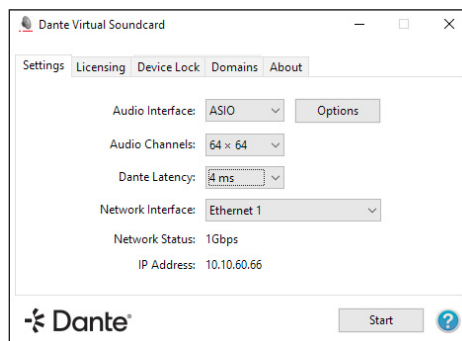 Dante Virtual Soundcard
Settings Licensing Device Lock Domains About
Audio Interface: ASIO Options
Audio Channels: 64 × 64
Dante Latency: 4 ms
Network Interface: Ethernet 1
Network Status: 1Gbps
IP Address: 10.10.60.66
Dante® Start ?